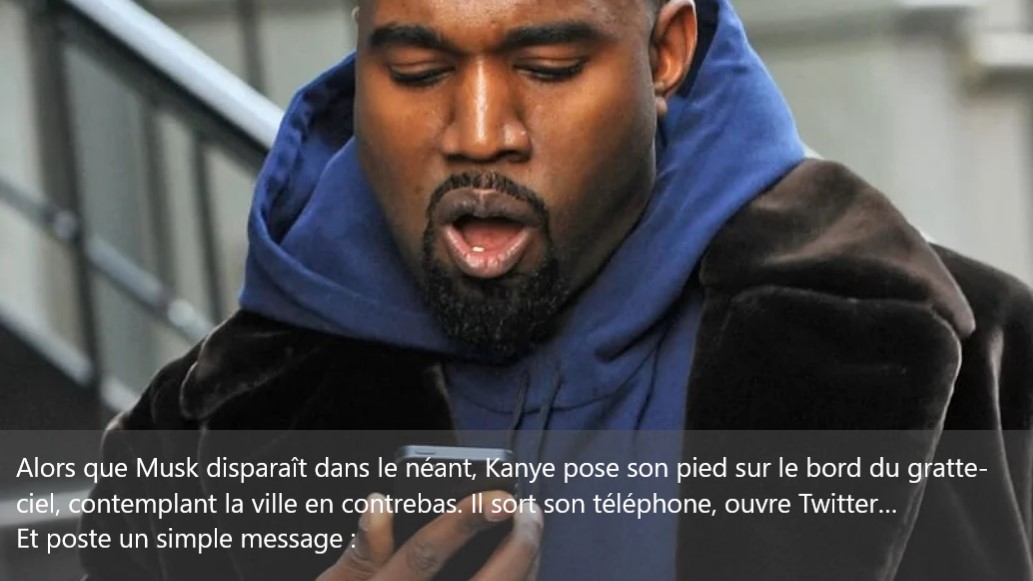 Alors que Musk disparaît dans le néant, Kanye pose son pied sur le bord du gratte-
ciel, contemplant la ville en contrebas. Il sort son téléphone, ouvre Twitter…
Et poste un simple message :